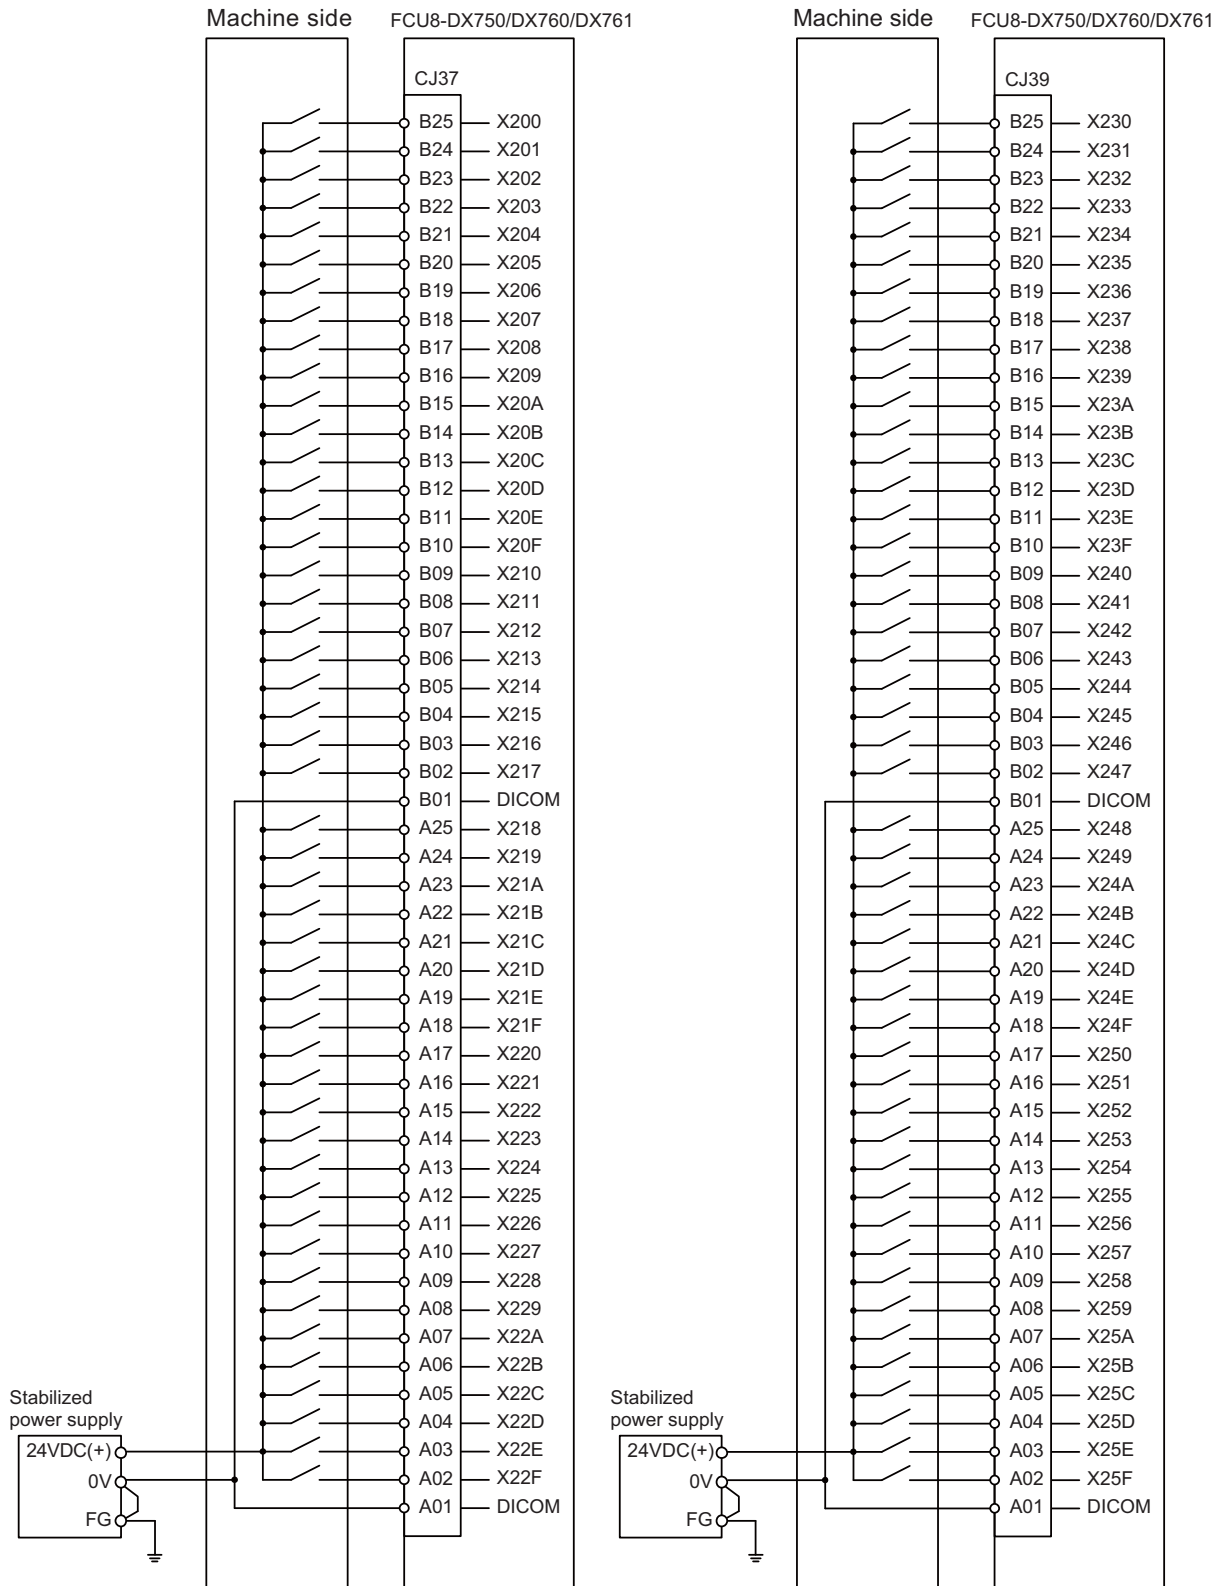 Machine side FCU8-DX750/DX760/DX761
CJ37
B25 X200
B24 X201
B23 X202
B22 X203
B21 X204
B20 X205
B19 X206
B18 X207
B17 X208
B16 X209
B15 X20A
B14 X20B
B13 X20C
B12 X20D
B11 X20E
B10 X20F
B09 X210
B08 X211
B07 X212
B06 X213
B05 X214
B04 X215
B03 X216
B02 X217
B01 DICOM
A25 X218
A24 X219
A23 X21A
A22 X21B
A21 X21C
A20 X21D
A19 X21E
A18 X21F
A17 X220
A16 X221
A15 X222
A14 X223
A13 X224
A12 X225
A11 X226
A10 X227
A09 X228
A08 X229
A07 X22A
A06 X22B
A05 X22C
A04 X22D
A03 X22E
A02 X22F
A01 DICOM
Stabilized
power supply
24VDC(+)
0V
FG
Machine side FCU8-DX750/DX760/DX761
CJ39
B25 X230
B24 X231
B23 X232
B22 X233
B21 X234
B20 X235
B19 X236
B18 X237
B17 X238
B16 X239
B15 X23A
B14 X23B
B13 X23C
B12 X23D
B11 X23E
B10 X23F
B09 X240
B08 X241
B07 X242
B06 X243
B05 X244
B04 X245
B03 X246
B02 X247
B01 DICOM
A25 X248
A24 X249
A23 X24A
A22 X24B
A21 X24C
A20 X24D
A19 X24E
A18 X24F
A17 X250
A16 X251
A15 X252
A14 X253
A13 X254
A12 X255
A11 X256
A10 X257
A09 X258
A08 X259
A07 X25A
A06 X25B
A05 X25C
A04 X25D
A03 X25E
A02 X25F
A01 DICOM
Stabilized
power supply
24VDC(+)
0V
FG